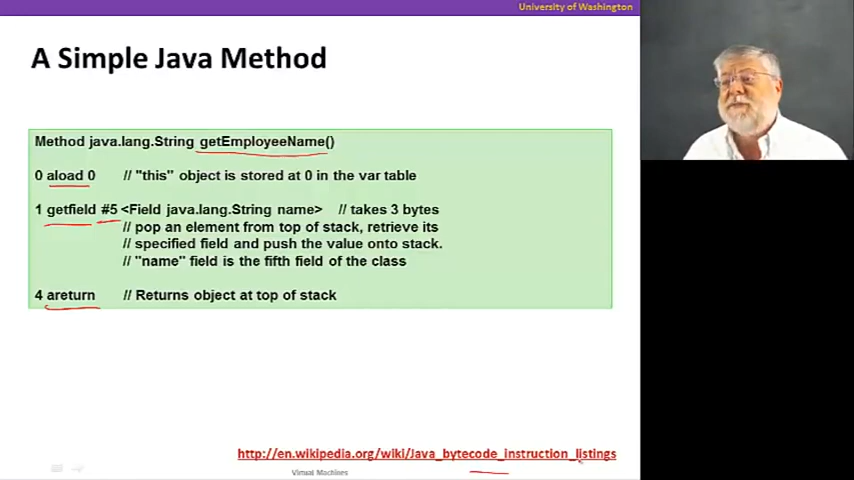 University of Washington
A Simple Java Method
Method java.lang.String getEmployeeName()
0 aload 0 // "this" object is stored at 0 in the var table
1 getfield #5 <Field java.lang.String name> // takes 3 bytes
// pop an element from top of stack, retrieve its
// specified field and push the value onto stack.
// "name" field is the fifth field of the class
4 areturn // Returns object at top of stack
http://en.wikipedia.org/wiki/Java_bytecode_instruction_listings
Virtual Machines